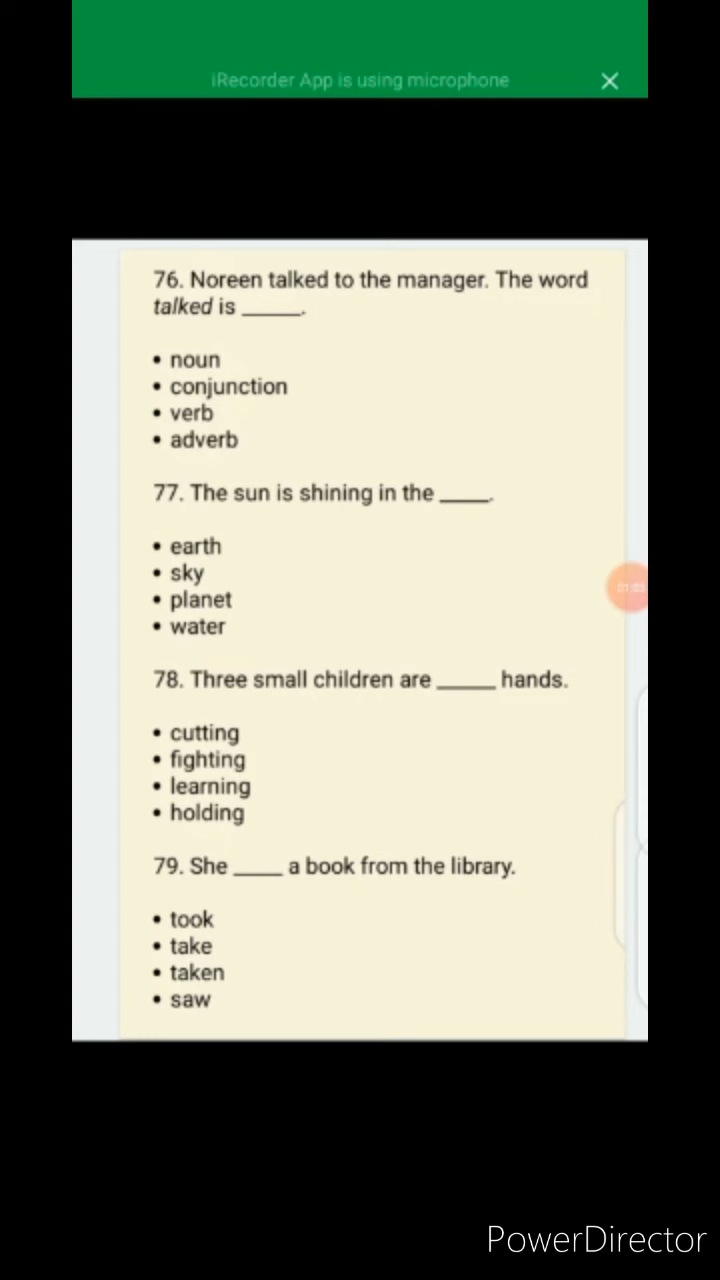 iRecorder App is using microphone
76. Noreen talked to the manager. The word
talked is _____.
• noun
• conjunction
• verb
• adverb
77. The sun is shining in the ____.
• earth
• sky
• planet
• water
78. Three small children are _____ hands.
• cutting
• fighting
• learning
• holding
79. She ____ a book from the library.
• took
• take
• taken
• saw
PowerDirector